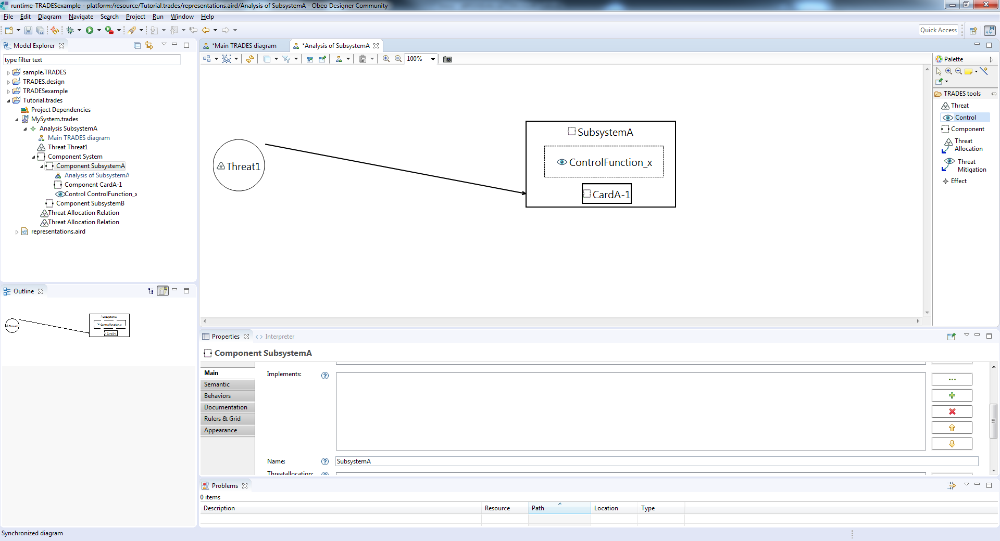 runtime-TRADESexample - platform:/resource/Tutorial.trades/representations.aird/Analysis of SubsystemA - Obeo Designer Community
File Edit Diagram Navigate Search Project Run Window Help
Quick Access
Model Explorer
type filter text
sample.TRADES
TRADES.design
TRADESexample
Tutorial.trades
Project Dependencies
MySystem.trades
Analysis SubsystemA
Main TRADES diagram
Threat Threat1
Component System
Component SubsystemA
Analysis of SubsystemA
Component CardA-1
Control ControlFunction_x
Component SubsystemB
Threat Allocation Relation
Threat Allocation Relation
representations.aird
Outline
Threat1
SubsystemA
ControlFunction_x
CardA-1
*Main TRADES diagram
*Analysis of SubsystemA
100%
Threat1
SubsystemA
ControlFunction_x
CardA-1
Palette
TRADES tools
Threat
Control
Component
Threat
Allocation
Threat
Mitigation
Effect
Properties
Interpreter
Component SubsystemA
Main
Semantic
Behaviors
Documentation
Rulers & Grid
Appearance
Implements:
Name:
SubsystemA
Threatallocation:
Problems
0 items
Description Resource Path Location Type
Synchronized diagram